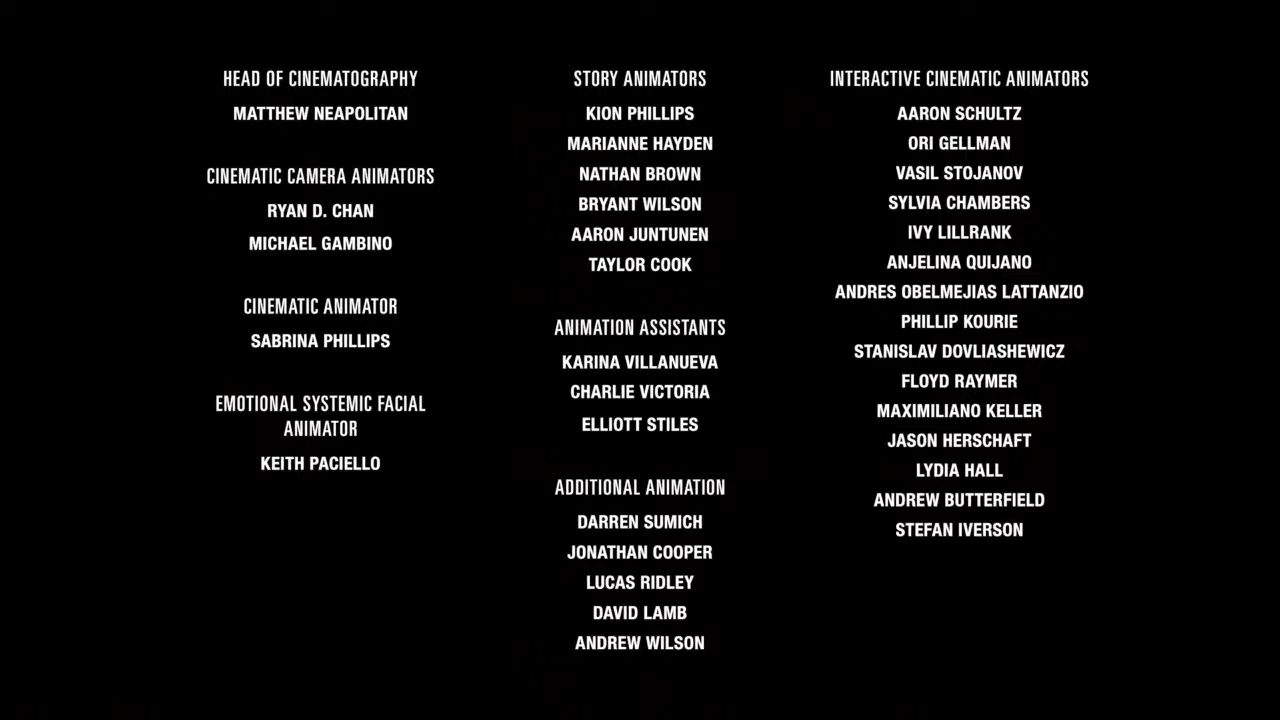 HEAD OF CINEMATOGRAPHY
MATTHEW NEAPOLITAN
CINEMATIC CAMERA ANIMATORS
RYAN D. CHAN
MICHAEL GAMBINO
CINEMATIC ANIMATOR
SABRINA PHILLIPS
EMOTIONAL SYSTEMIC FACIAL
ANIMATOR
KEITH PACIELLO
STORY ANIMATORS
KION PHILLIPS
MARIANNE HAYDEN
NATHAN BROWN
BRYANT WILSON
AARON JUNTUNEN
TAYLOR COOK
ANIMATION ASSISTANTS
KARINA VILLANUEVA
CHARLIE VICTORIA
ELLIOTT STILES
ADDITIONAL ANIMATION
DARREN SUMICH
JONATHAN COOPER
LUCAS RIDLEY
DAVID LAMB
ANDREW WILSON
INTERACTIVE CINEMATIC ANIMATORS
AARON SCHULTZ
ORI GELLMAN
VASIL STOJANOV
SYLVIA CHAMBERS
IVY LILLRANK
ANJELINA QUIJANO
ANDRES OBELMEJIAS LATTANZIO
PHILLIP KOURIE
STANISLAV DOVLIASHEWICZ
FLOYD RAYMER
MAXIMILIANO KELLER
JASON HERSCHAFT
LYDIA HALL
ANDREW BUTTERFIELD
STEFAN IVERSON